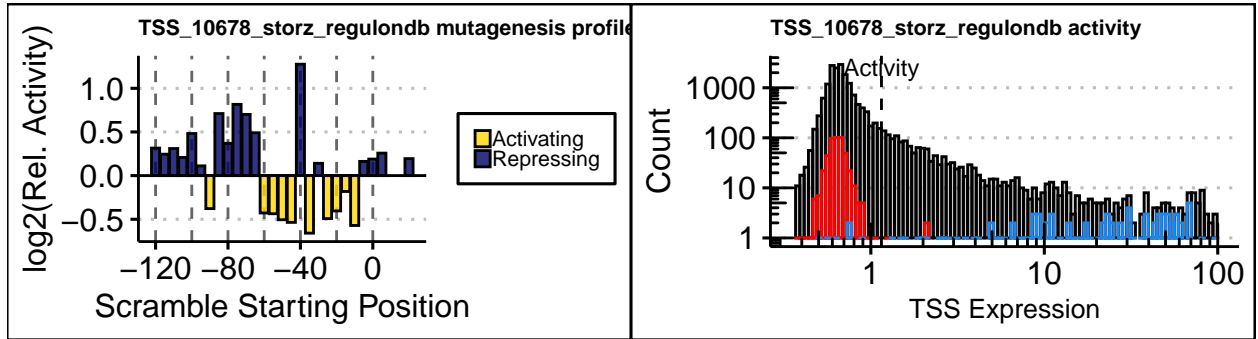 TSS_10678_storz_regulondb mutagenesis profile
log2(Rel. Activity)
1.0
0.5
0.0
−0.5
−120 −80 −40 0
Scramble Starting Position
Activating
Repressing
TSS_10678_storz_regulondb activity
Activity
Count
1000
100
10
1
1 10 100
TSS Expression